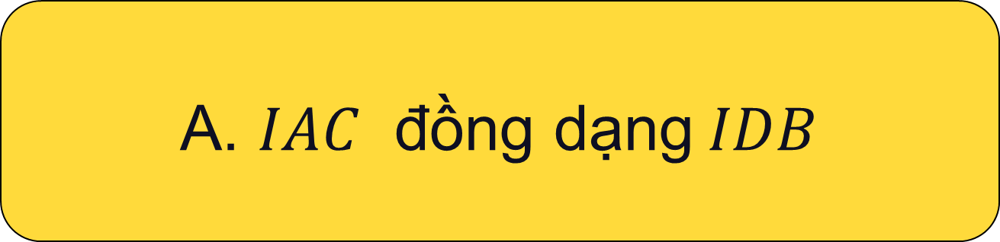 A. IAC đồng dạng IDB